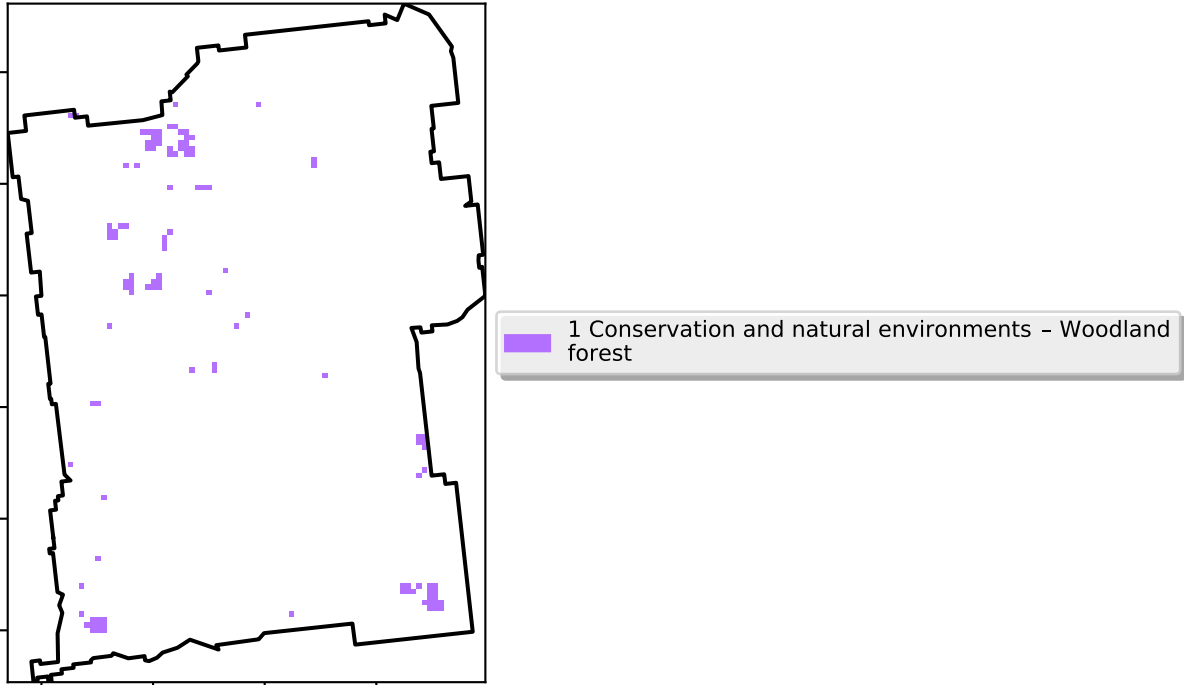 1 Conservation and natural environments – Woodland
forest